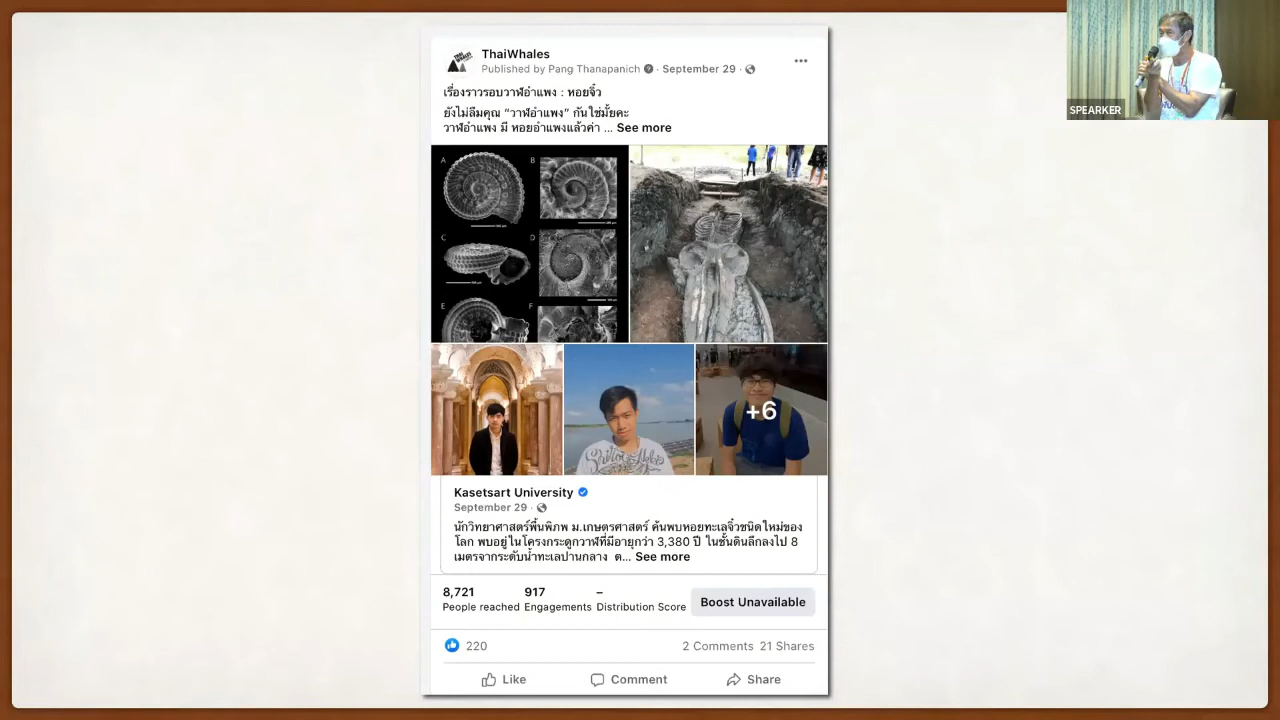 SPEARKER
ThaiWhales
Published by Pang Thanapanich · September 29 ·
เรื่องราวรอบวาฬอำแพง : หอยจิ๋ว
ยังไม่ลืมคุณ “วาฬอำแพง” กันใช่มั้ยคะ
วาฬอำแพง มี หอยอำแพงแล้วค่า ... See more
A
B
C
D
E
F
+6
Kasetsart University
September 29 ·
นักวิทยาศาสตร์พื้นพิภพ ม.เกษตรศาสตร์ ค้นพบหอยทะเลจิ๋วชนิดใหม่ของ
โลก พบอยู่ในโครงกระดูกวาฬที่มีอายุกว่า 3,380 ปี ในชั้นดินลึกลงไป 8
เมตรจากระดับน้ำทะเลปานกลาง ต... See more
8,721 917 –
People reached Engagements Distribution Score
Boost Unavailable
220
2 Comments 21 Shares
Like Comment Share